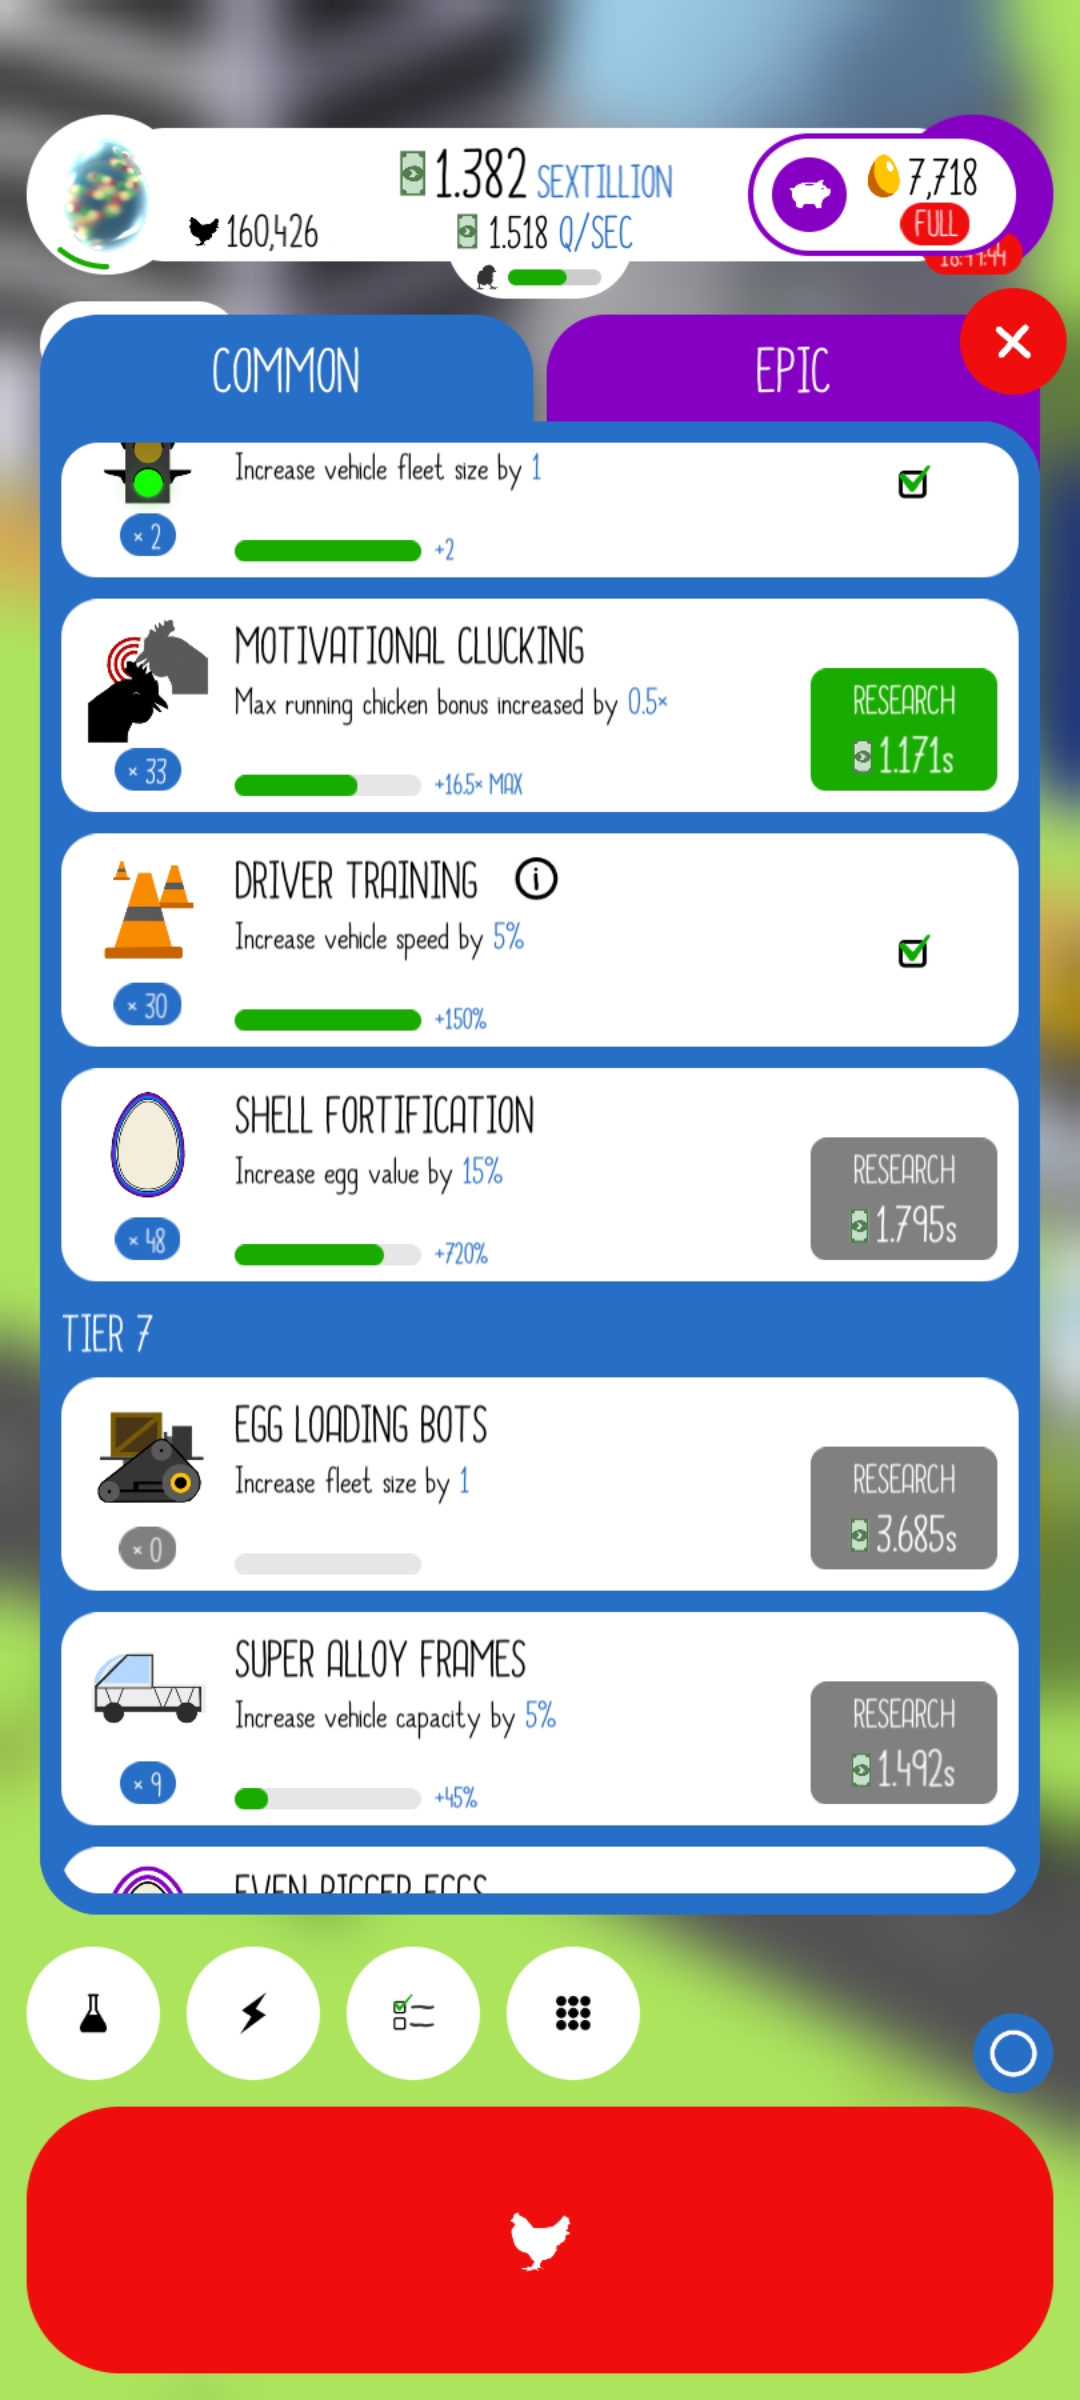 1.382 SEXTILLION
7,718
160,426
1.518 Q/SEC
FULL
COMMON
EPIC
Increase vehicle fleet size by 1
× 2
+2
MOTIVATIONAL CLUCKING
Max running chicken bonus increased by 0.5×
RESEARCH
1.171s
× 33
+16.5× MAX
DRIVER TRAINING
Increase vehicle speed by 5%
× 30
+150%
SHELL FORTIFICATION
Increase egg value by 15%
RESEARCH
1.795s
× 48
+720%
TIER 7
EGG LOADING BOTS
Increase fleet size by 1
RESEARCH
3.685s
× 0
SUPER ALLOY FRAMES
Increase vehicle capacity by 5%
RESEARCH
1.492s
× 9
+45%
EVEN BIGGER EGGS